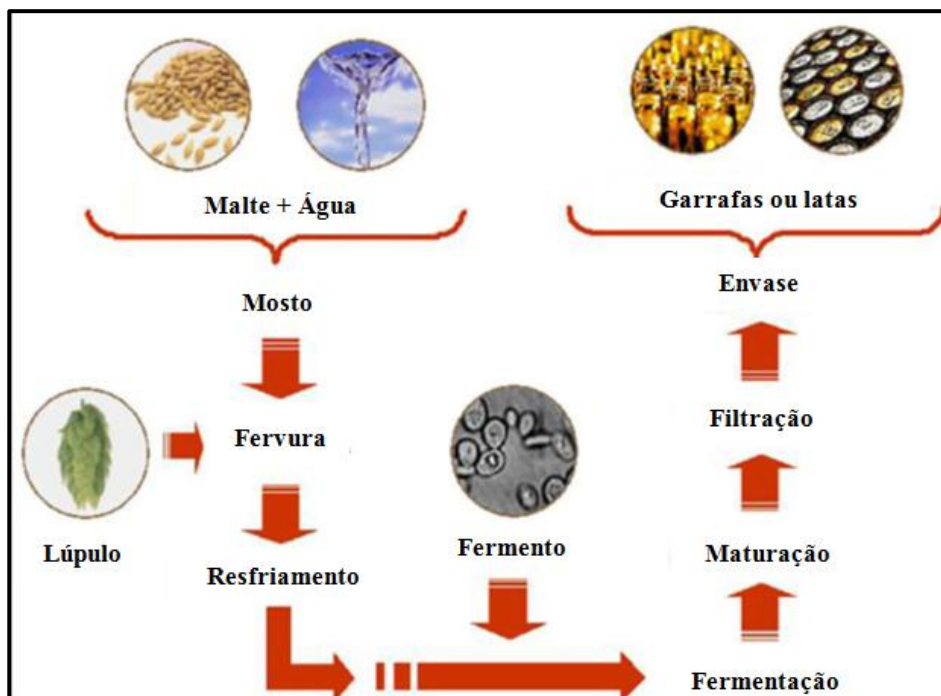 Malte + Água
Garrafas ou latas
Mosto
Envase
Fervura
Filtração
Lúpulo
Fermento
Maturação
Resfriamento
Fermentação